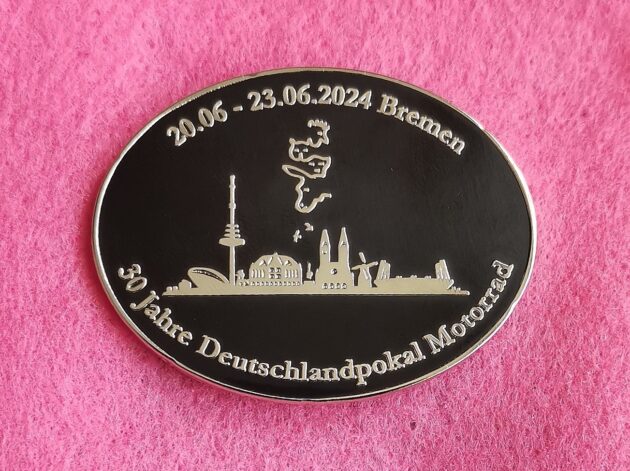 20.06 - 23.06.2024 Bremen
30 Jahre Deutschlandpokal Motorrad